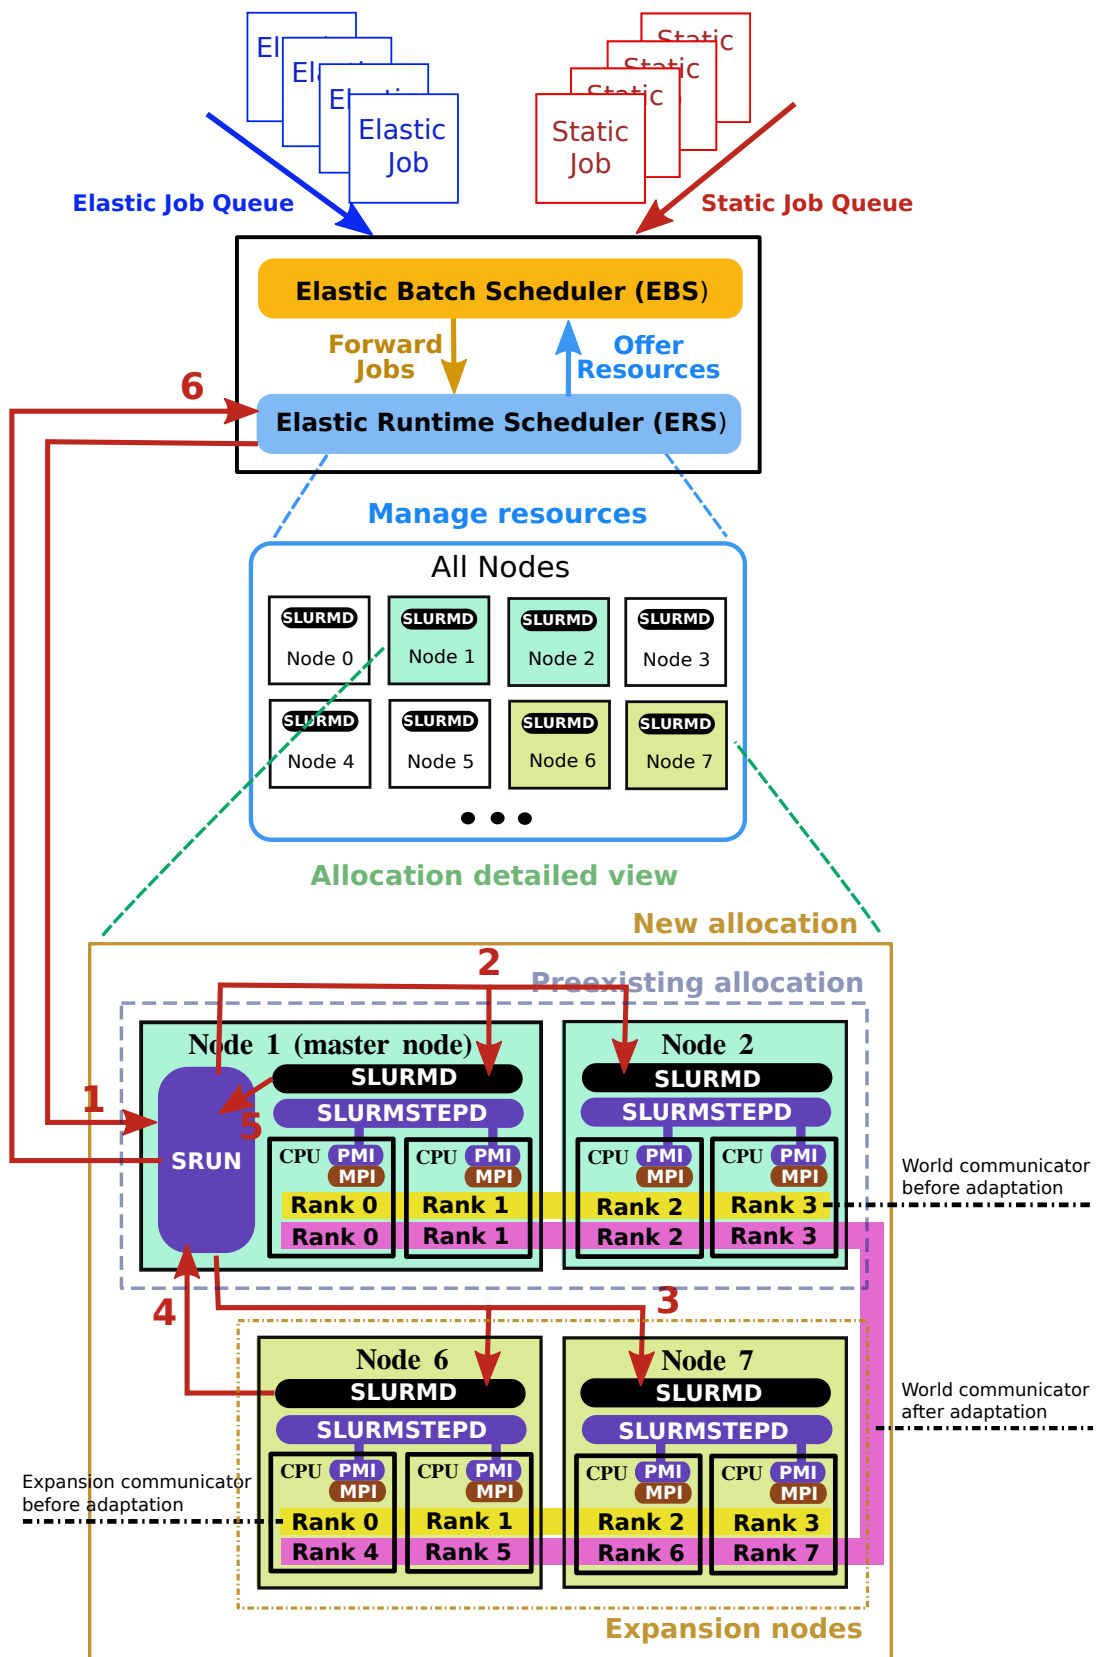 El
Ela
Ele
Elastic
Job
Static
Static
Static
Static
Job
Elastic Job Queue
Static Job Queue
Elastic Batch Scheduler (EBS)
Forward
Jobs
Offer
Resources
6
Elastic Runtime Scheduler (ERS)
Manage resources
All Nodes
SLURMD
Node 0
SLURMD
Node 1
SLURMD
Node 2
SLURMD
Node 3
SLURMD
Node 4
SLURMD
Node 5
SLURMD
Node 6
SLURMD
Node 7
Allocation detailed view
New allocation
2
Preexisting allocation
Node 1 (master node)
SLURMD
SLURMSTEPD
1
5
SRUN
CPU
PMI
MPI
Rank 0
Rank 0
CPU
PMI
MPI
Rank 1
Rank 1
Node 2
SLURMD
SLURMSTEPD
CPU
PMI
MPI
Rank 2
Rank 2
CPU
PMI
MPI
Rank 3
Rank 3
World communicator
before adaptation
4
3
Node 6
SLURMD
SLURMSTEPD
CPU
PMI
MPI
Rank 0
Rank 4
CPU
PMI
MPI
Rank 1
Rank 5
Node 7
SLURMD
SLURMSTEPD
CPU
PMI
MPI
Rank 2
Rank 6
CPU
PMI
MPI
Rank 3
Rank 7
World communicator
after adaptation
Expansion communicator
before adaptation
Expansion nodes